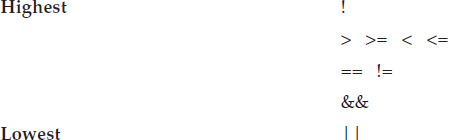 Highest !
> >= < <=
== !=
&&
Lowest ||